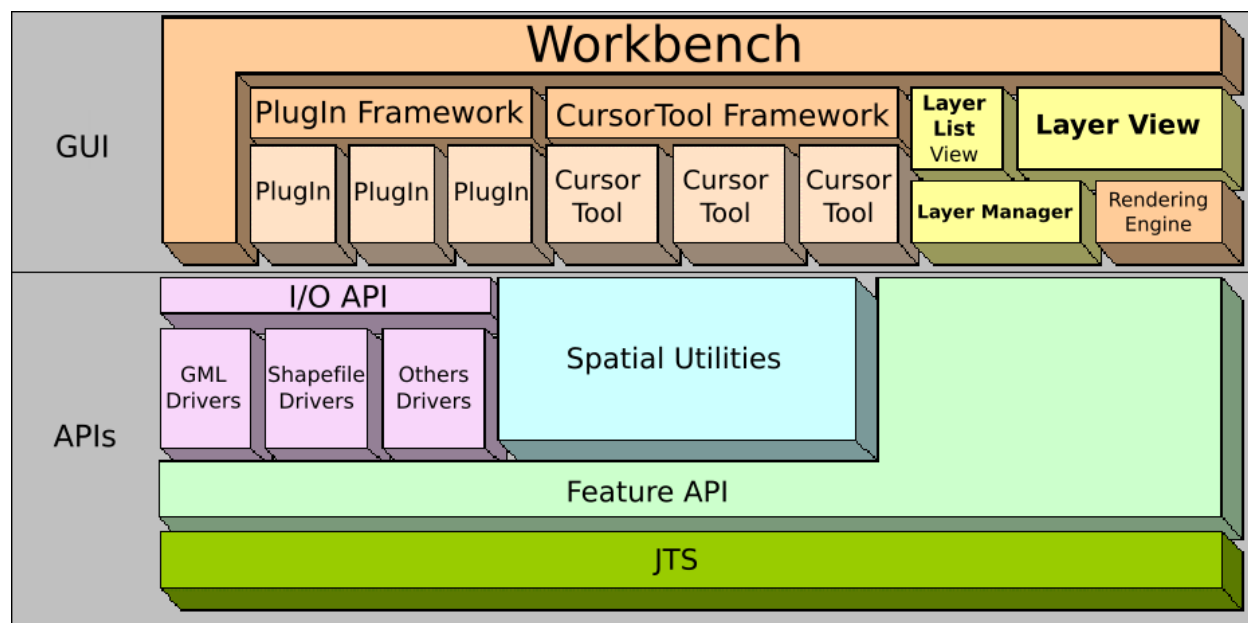 Workbench
GUI
PlugIn Framework
CursorTool Framework
Layer
List
View
Layer View
PlugIn
PlugIn
PlugIn
Cursor
Tool
Cursor
Tool
Cursor
Tool
Layer Manager
Rendering
Engine
APIs
I/O API
GML
Drivers
Shapefile
Drivers
Others
Drivers
Spatial Utilities
Feature API
JTS